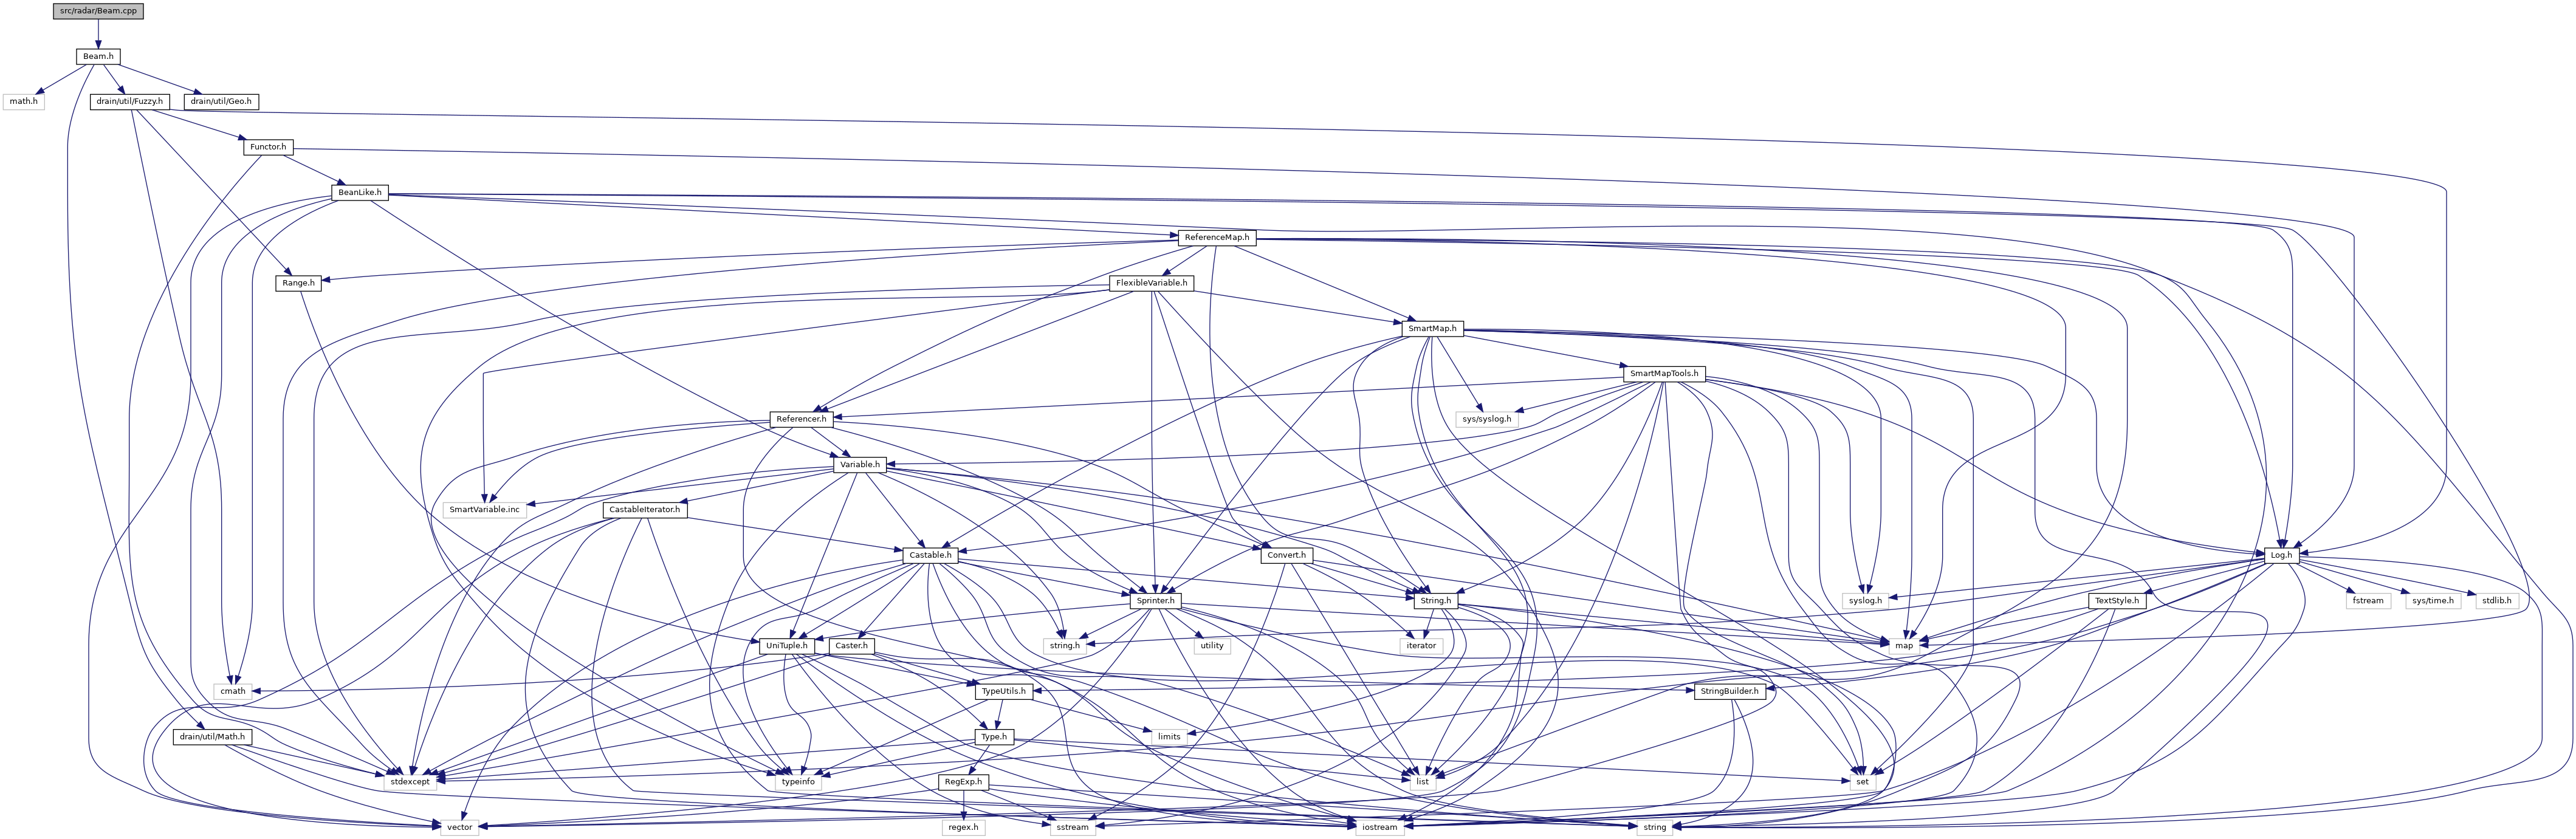 src/radar/Beam.cpp
Beam.h
math.h
drain/util/Fuzzy.h
drain/util/Geo.h
Functor.h
BeanLike.h
ReferenceMap.h
Range.h
FlexibleVariable.h
SmartMap.h
SmartMapTools.h
Referencer.h
sys/syslog.h
Variable.h
SmartVariable.inc
CastableIterator.h
Castable.h
Convert.h
Log.h
Sprinter.h
String.h
syslog.h
TextStyle.h
fstream
sys/time.h
stdlib.h
UniTuple.h
Caster.h
string.h
utility
iterator
map
cmath
TypeUtils.h
StringBuilder.h
drain/util/Math.h
Type.h
limits
stdexcept
typeinfo
RegExp.h
list
set
vector
regex.h
sstream
iostream
string